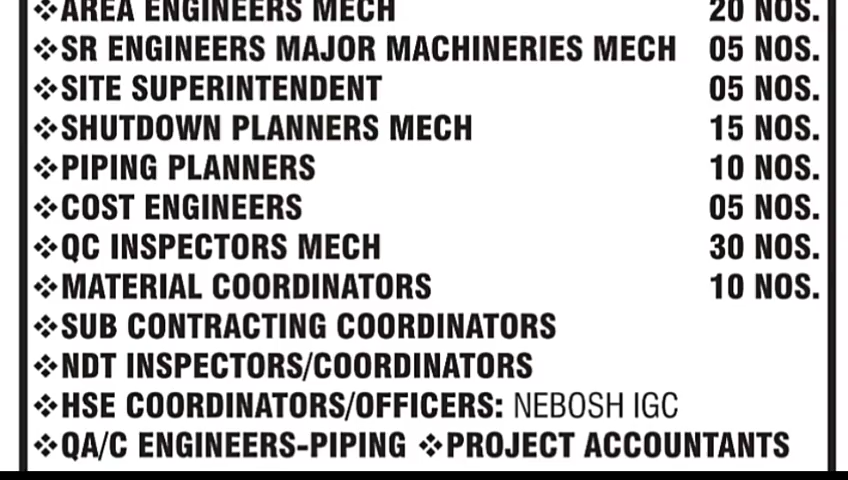 ❖AREA ENGINEERS MECH 20 NOS.
❖SR ENGINEERS MAJOR MACHINERIES MECH 05 NOS.
❖SITE SUPERINTENDENT 05 NOS.
❖SHUTDOWN PLANNERS MECH 15 NOS.
❖PIPING PLANNERS 10 NOS.
❖COST ENGINEERS 05 NOS.
❖QC INSPECTORS MECH 30 NOS.
❖MATERIAL COORDINATORS 10 NOS.
❖SUB CONTRACTING COORDINATORS
❖NDT INSPECTORS/COORDINATORS
❖HSE COORDINATORS/OFFICERS: NEBOSH IGC
❖QA/C ENGINEERS-PIPING ❖PROJECT ACCOUNTANTS